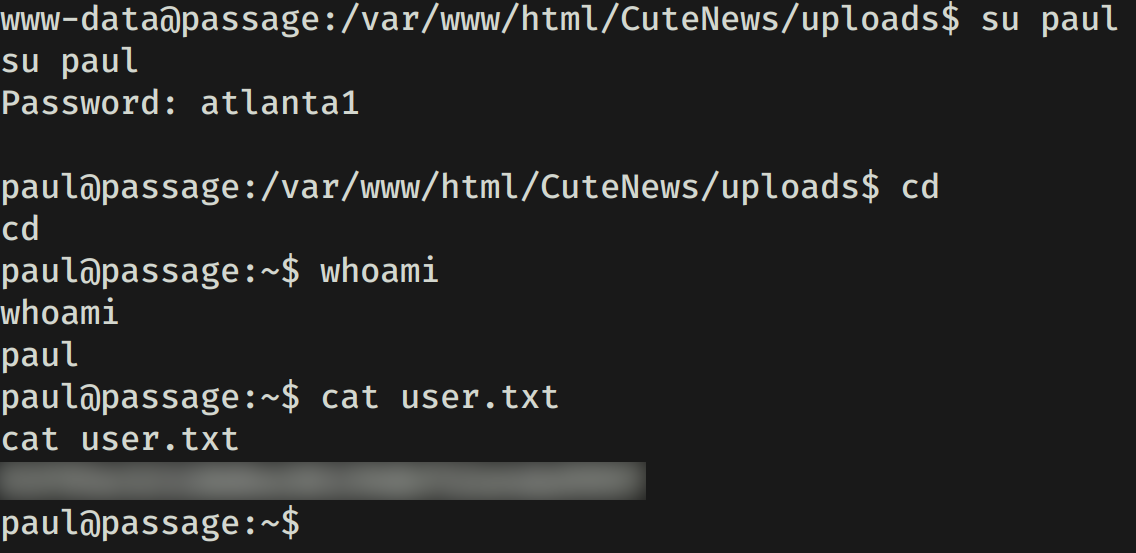 www-data@passage:/var/www/html/CuteNews/uploads$ su paul
su paul
Password: atlanta1
paul@passage:/var/www/html/CuteNews/uploads$ cd
cd
paul@passage:~$ whoami
whoami
paul
paul@passage:~$ cat user.txt
cat user.txt
paul@passage:~$